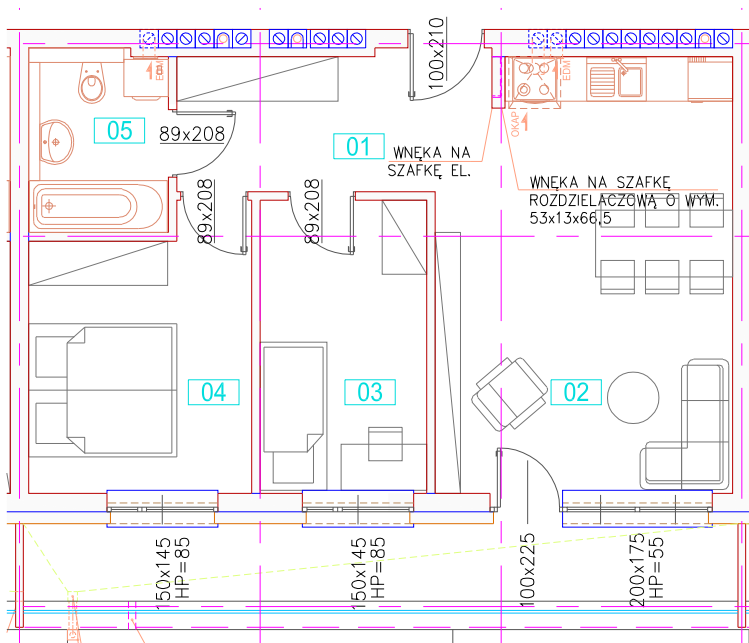 100x210
EDM
EDM
05
89x208
01
OKAP
WNĘKA NA
SZAFKĘ EL.
WNĘKA NA SZAFKĘ
ROZDZIELACZOWĄ O WYM.
53x13x66,5
89x208
89x208
04
03
02
150x145
HP=85
150x145
HP=85
100x225
200x175
HP=55